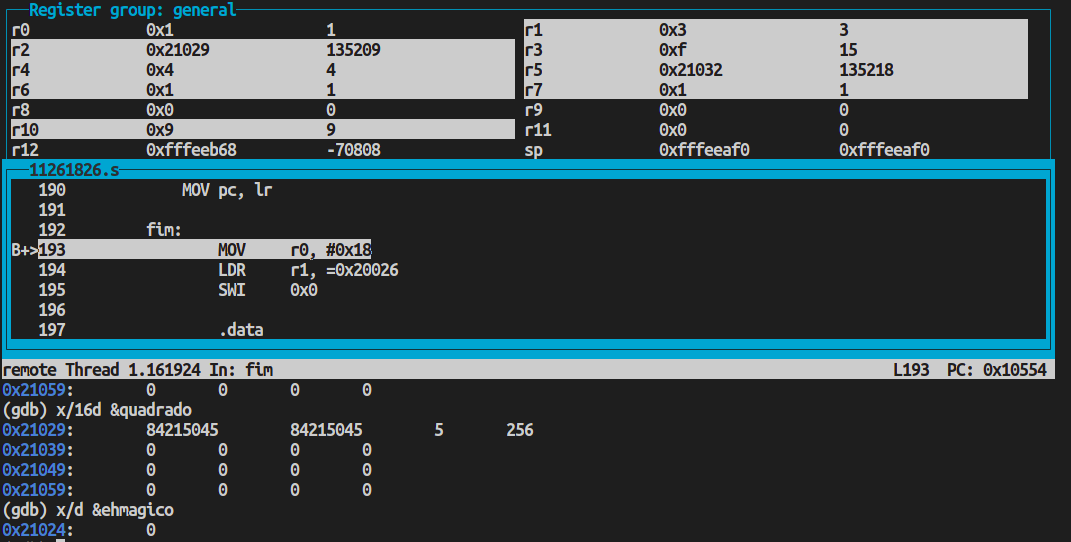 Register group: general
r0 0x1 1 r1 0x3 3
r2 0x21029 135209 r3 0xf 15
r4 0x4 4 r5 0x21032 135218
r6 0x1 1 r7 0x1 1
r8 0x0 0 r9 0x0 0
r10 0x9 9 r11 0x0 0
r12 0xfffeeb68 -70808 sp 0xfffeeaf0 0xfffeeaf0
11261826.s
190 MOV pc, lr
191
192 fim:
B+>193 MOV r0, #0x18
194 LDR r1, =0x20026
195 SWI 0x0
196
197 .data
remote Thread 1.161924 In: fim L193 PC: 0x10554
0x21059: 0 0 0 0
(gdb) x/16d &quadrado
0x21029: 84215045 84215045 5 256
0x21039: 0 0 0 0
0x21049: 0 0 0 0
0x21059: 0 0 0 0
(gdb) x/d &ehmagico
0x21024: 0